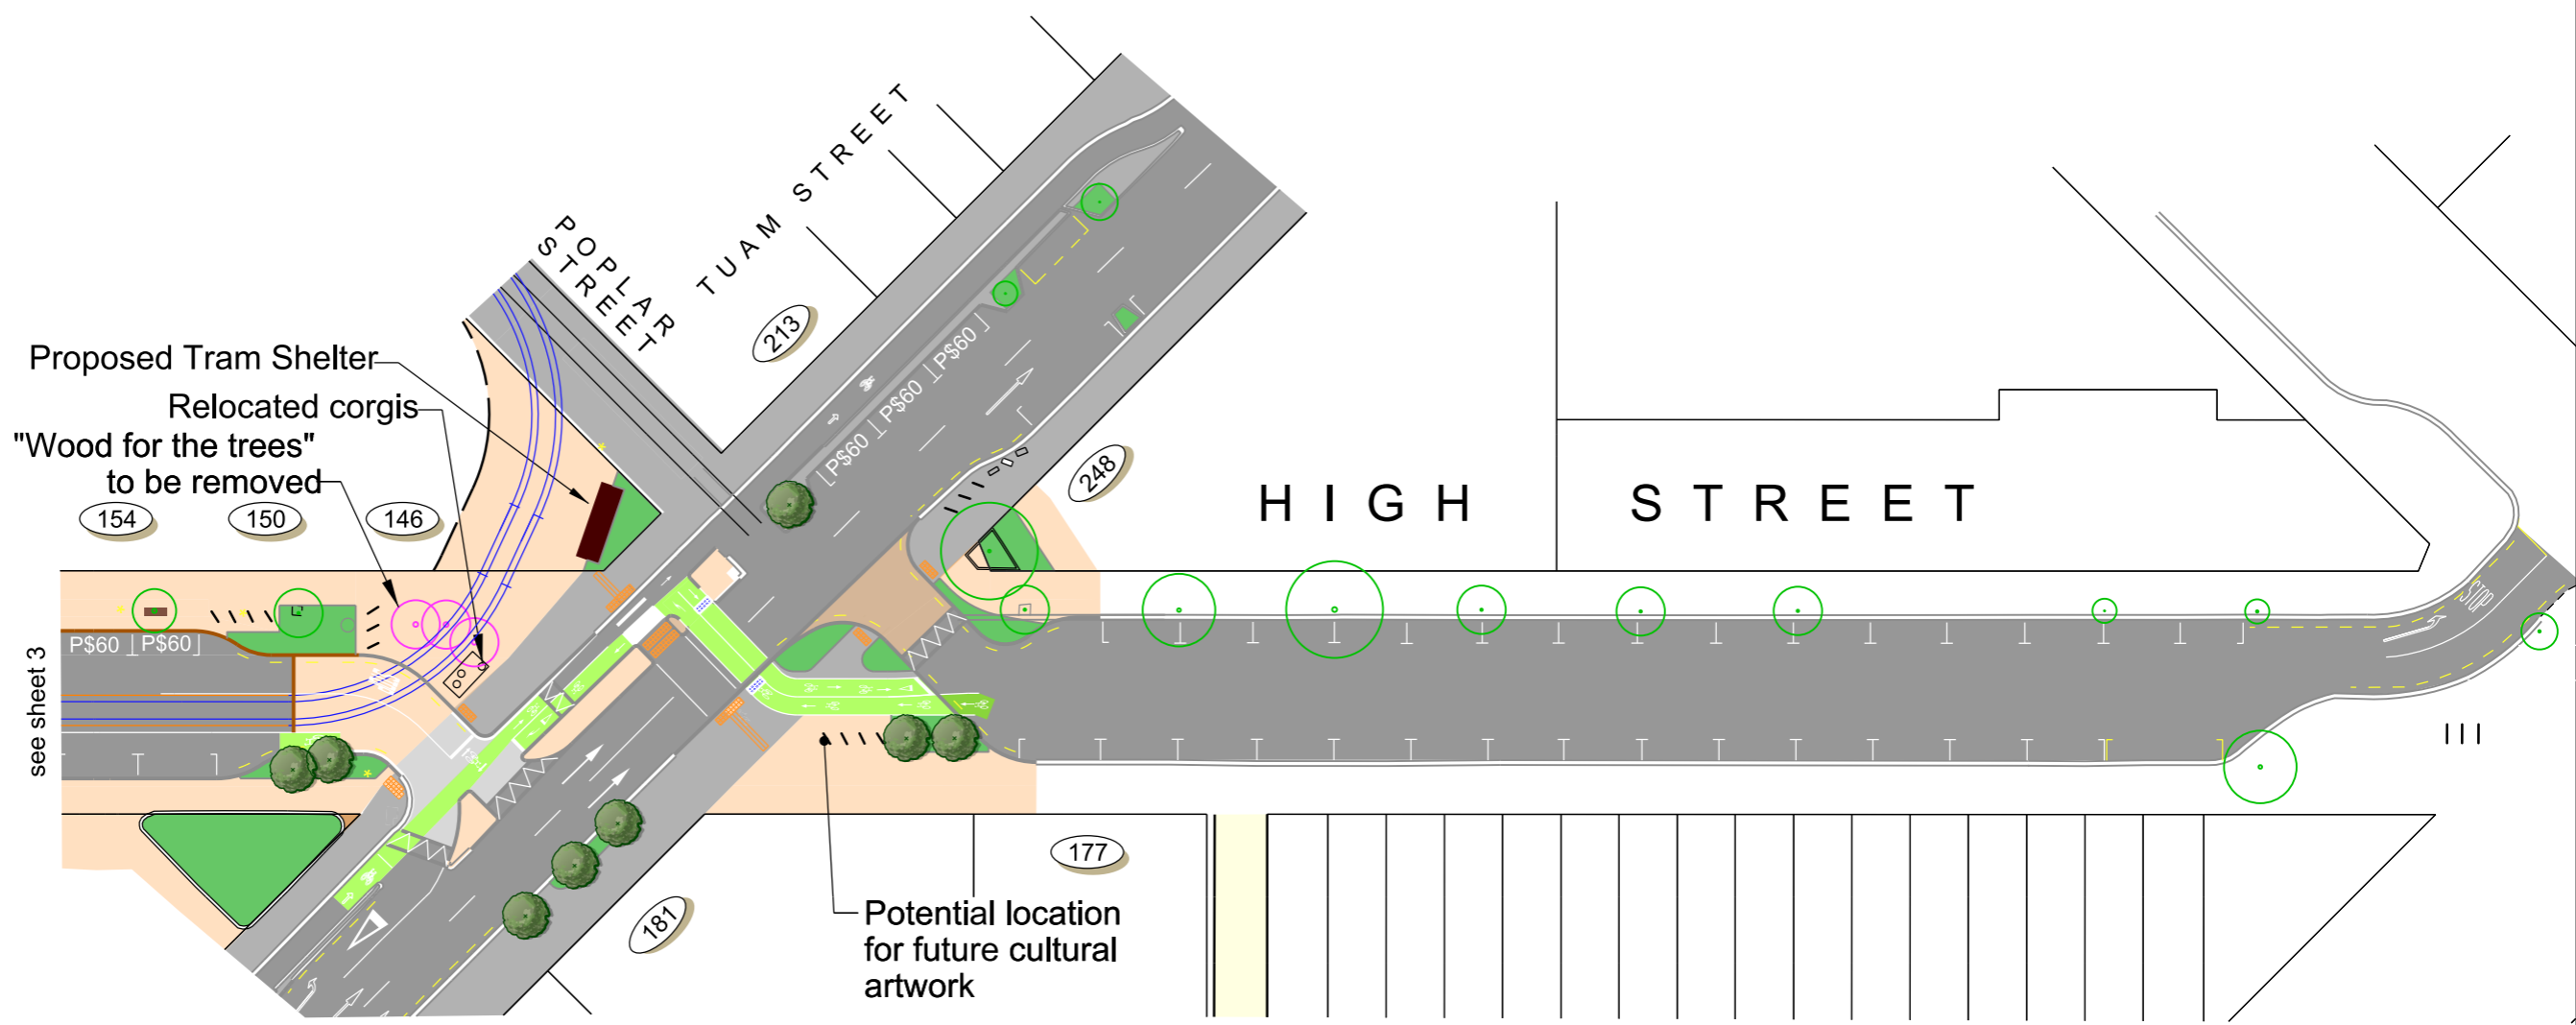 TUAM STREET
POPLAR
STREET
213
Proposed Tram Shelter
Relocated corgis
"Wood for the trees"
to be removed
154
150
146
248
HIGH STREET
P$60
P$60
P$60
P$60
P$60
STOP
see sheet 3
177
181
Potential location
for future cultural
artwork